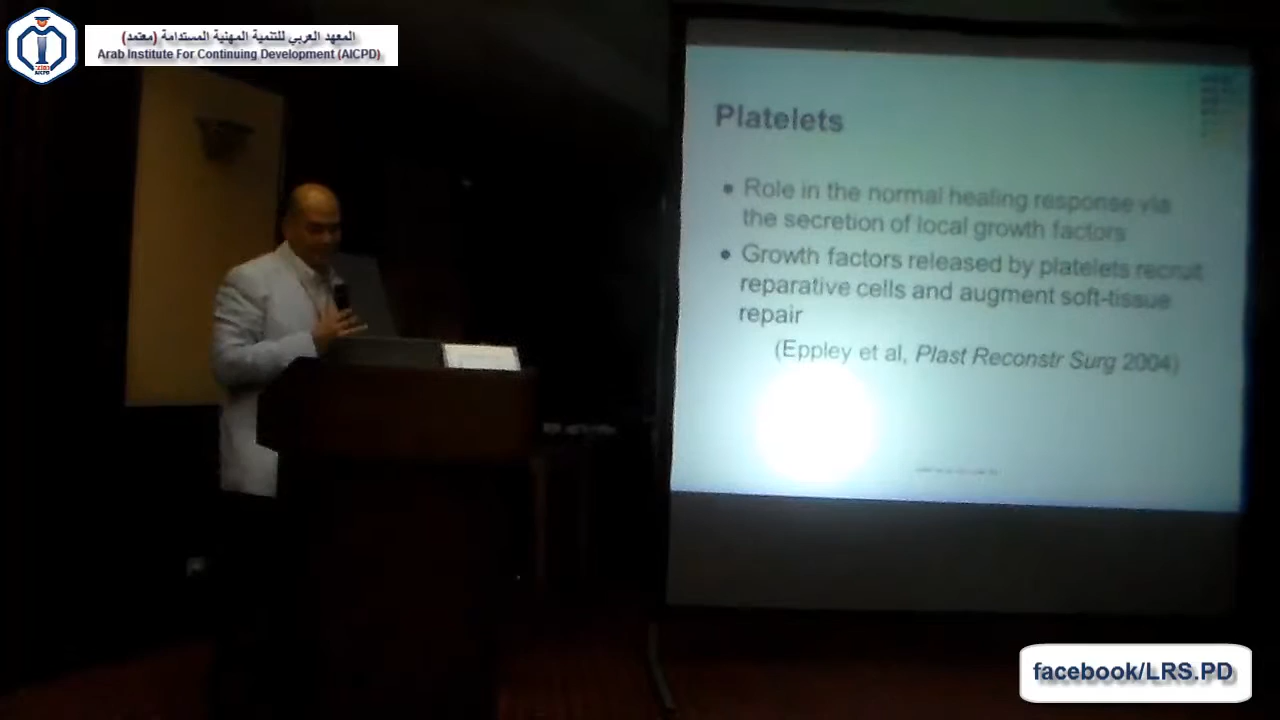 المعهد العربي للتنمية المهنية المستدامة (معتمد)
Arab Institute For Continuing Development (AICPD)
AICPD
Platelets
• Role in the normal healing response via
the secretion of local growth factors
• Growth factors released by platelets recruit
reparative cells and augment soft-tissue
repair
(Eppley et al, Plast Reconstr Surg 2004)
facebook/LRS.PD